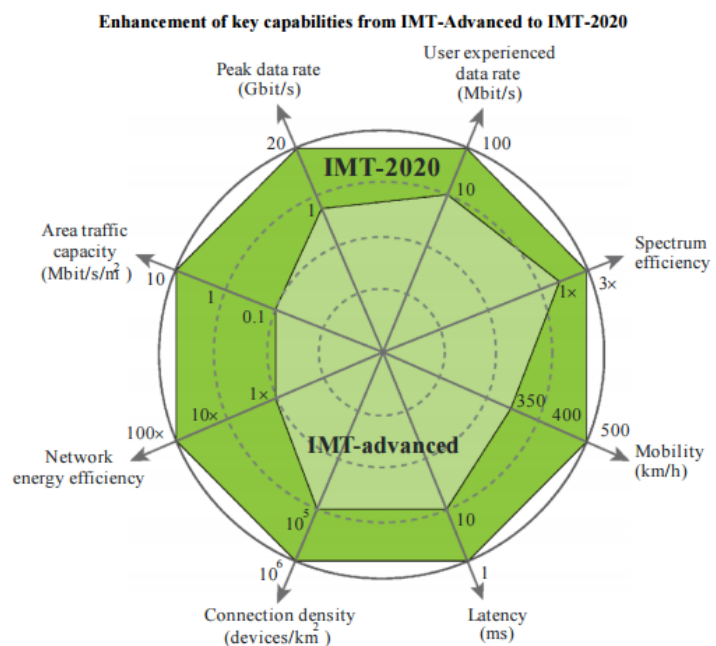 Enhancement of key capabilities from IMT-Advanced to IMT-2020
Peak data rate
(Gbit/s)
User experienced
data rate
(Mbit/s)
20
100
IMT-2020
1
10
Area traffic
capacity
(Mbit/s/m²)
Spectrum
efficiency
10
1
0.1
1×
3×
1×
10×
100×
350
400
500
Network
energy efficiency
IMT-advanced
Mobility
(km/h)
10⁵
10
10⁶
1
Connection density
(devices/km²)
Latency
(ms)